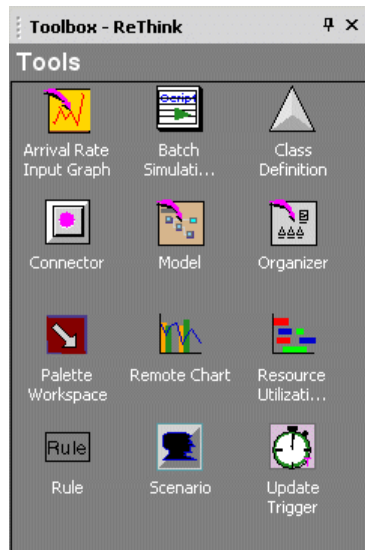 Toolbox - ReThink
Tools
Arrival Rate
Input Graph
Batch
Simulati...
Class
Definition
Connector
Model
Organizer
Palette
Workspace
Remote Chart
Resource
Utilizati...
Rule
Rule
Scenario
Update
Trigger